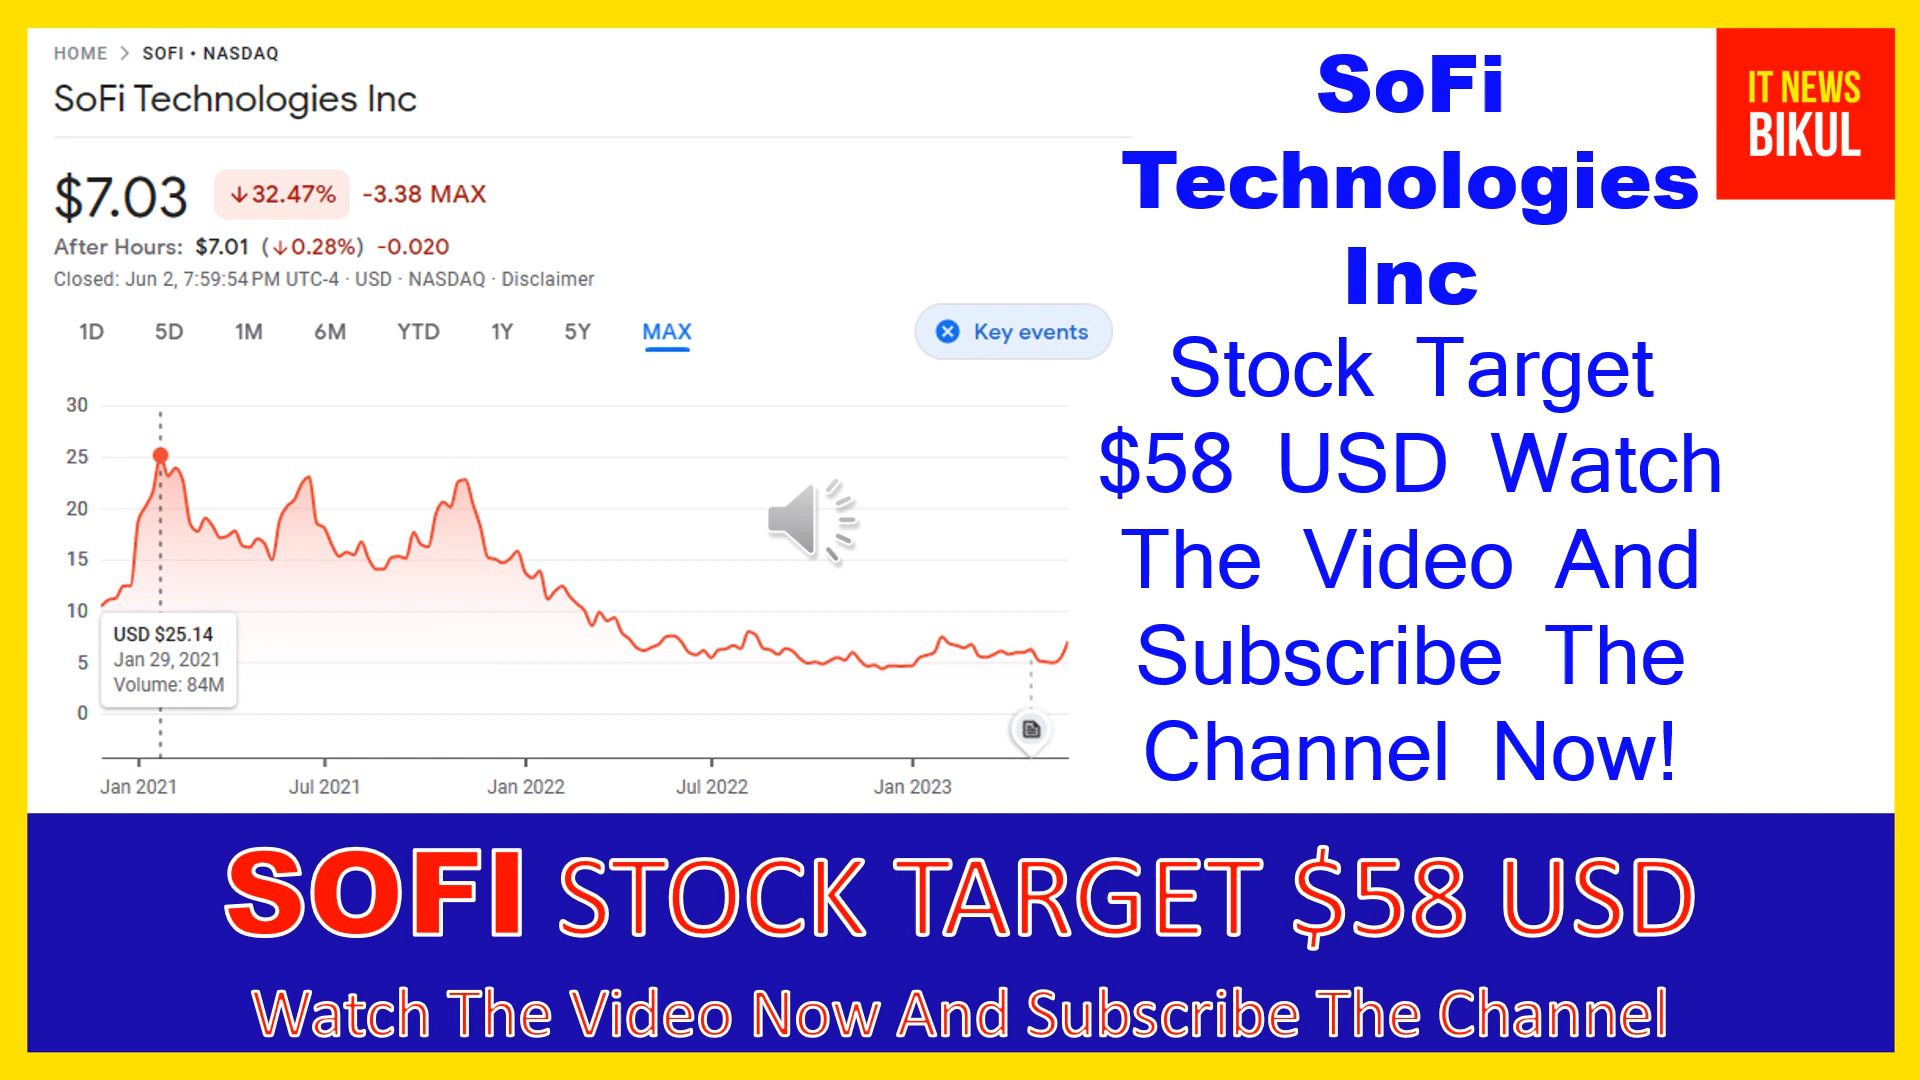 HOME > SOFI • NASDAQ
SoFi Technologies Inc
$7.03 ↓32.47% -3.38 MAX
After Hours: $7.01 (↓0.28%) -0.020
Closed: Jun 2, 7:59:54 PM UTC-4 · USD · NASDAQ · Disclaimer
1D 5D 1M 6M YTD 1Y 5Y MAX
Key events
30
25
20
15
10
5
0
USD $25.14
Jan 29, 2021
Volume: 84M
Jan 2021 Jul 2021 Jan 2022 Jul 2022 Jan 2023
SoFi
Technologies
Inc
Stock Target
$58 USD Watch
The Video And
Subscribe The
Channel Now!
IT NEWS
BIKUL
SOFI STOCK TARGET $58 USD
Watch The Video Now And Subscribe The Channel